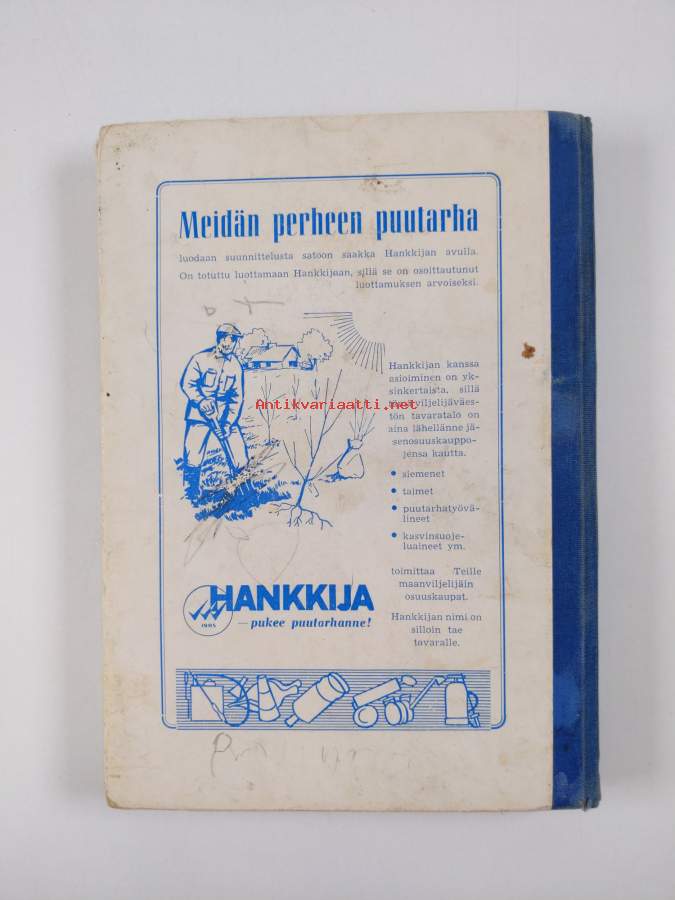 Meidän perheen puutarha
luodaan suunnittelusta satoon saakka Hankkijan avulla.
On totuttu luottamaan Hankkijaan, sillä se on osoittautunut
luottamuksen arvoiseksi.
Hankkijan kanssa
asioiminen on yk-
sinkertaista, sillä
maanviljelijäväes-
tön tavaratalo on
aina lähellänne jä-
senosuuskauppo-
jensa kautta.
• siemenet
• taimet
• puutarhatyövä-
lineet
• kasvinsuoje-
luaineet ym.
toimittaa Teille
maanviljelijäin
osuuskaupat.
Hankkijan nimi on
silloin tae
tavaralle.
Antikvariaatti.net
HANKKIJA
1905
— pukee puutarhanne!